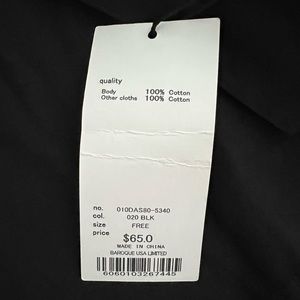 quality
Body 100% Cotton
Other cloths 100% Cotton
no. 010DAS80-5340
col. 020 BLK
size FREE
price $65.0
MADE IN CHINA
BAROQUE USA LIMITED
6060103267445